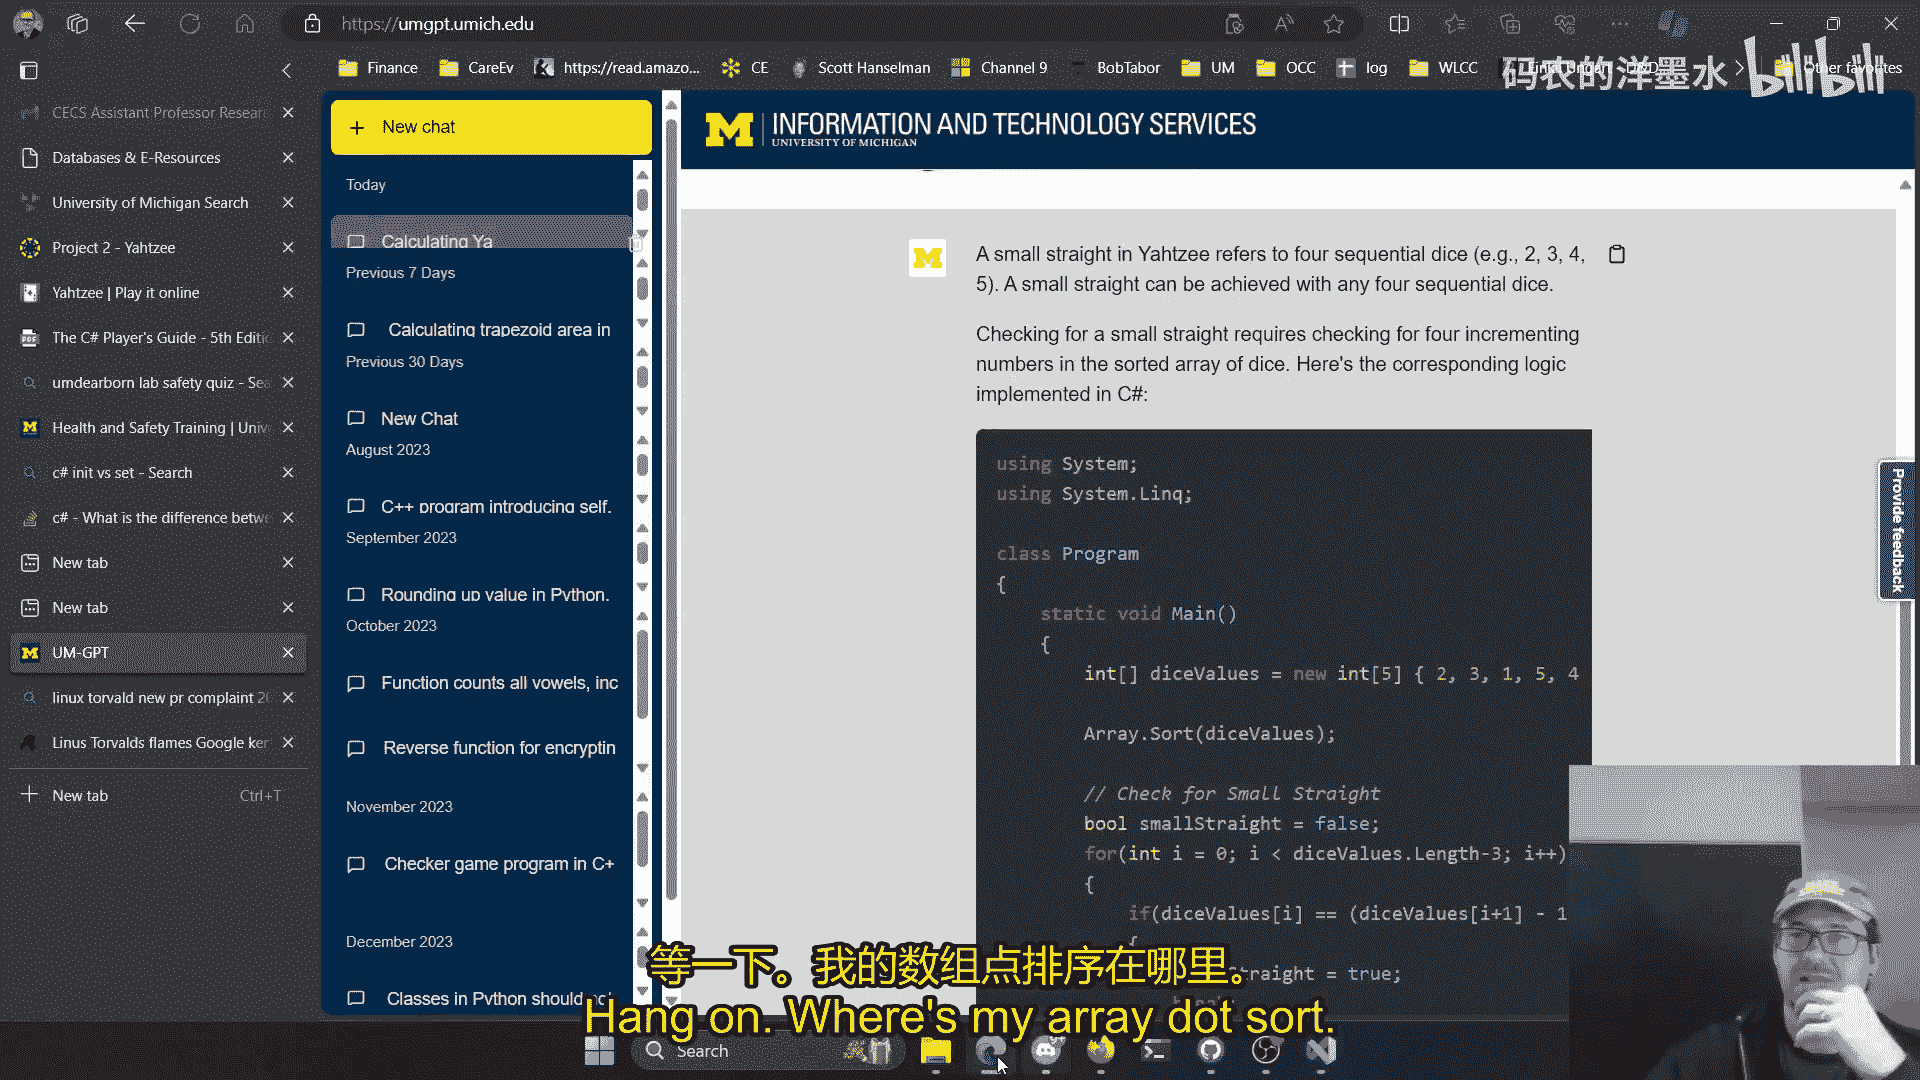 https://umgpt.umich.edu
Finance
CareEv
https://read.amazo...
CE
Scott Hanselman
Channel 9
BobTabor
UM
OCC
log
WLCC
Other favorites
码农的洋墨水
bilibili
CECS Assistant Professor Resear
Databases & E-Resources
University of Michigan Search
Project 2 - Yahtzee
Yahtzee | Play it online
The C# Player's Guide - 5th Editi
umdearborn lab safety quiz - Sea
Health and Safety Training | Univ
c# init vs set - Search
c# - What is the difference betwe
New tab
New tab
UM-GPT
linux torvald new pr complaint 20
Linus Torvalds flames Google ker
New tab
Ctrl+T
New chat
Today
Calculating Ya
Previous 7 Days
Calculating trapezoid area in
Previous 30 Days
New Chat
August 2023
C++ program introducing self.
September 2023
Rounding up value in Python.
October 2023
Function counts all vowels, inc
Reverse function for encryptin
November 2023
Checker game program in C+
December 2023
Classes in Python should
M INFORMATION AND TECHNOLOGY SERVICES
UNIVERSITY OF MICHIGAN
A small straight in Yahtzee refers to four sequential dice (e.g., 2, 3, 4,
5). A small straight can be achieved with any four sequential dice.
Checking for a small straight requires checking for four incrementing
numbers in the sorted array of dice. Here's the corresponding logic
implemented in C#:
using System;
using System.Linq;
class Program
{
static void Main()
{
int[] diceValues = new int[5] { 2, 3, 1, 5, 4
Array.Sort(diceValues);
// Check for Small Straight
bool smallStraight = false;
for(int i = 0; i < diceValues.Length-3; i++)
{
if(diceValues[i] == (diceValues[i+1] - 1
{
traight = true;
Provide feedback
等一下。我的数组点排序在哪里。
Hang on. Where's my array dot sort.
Search